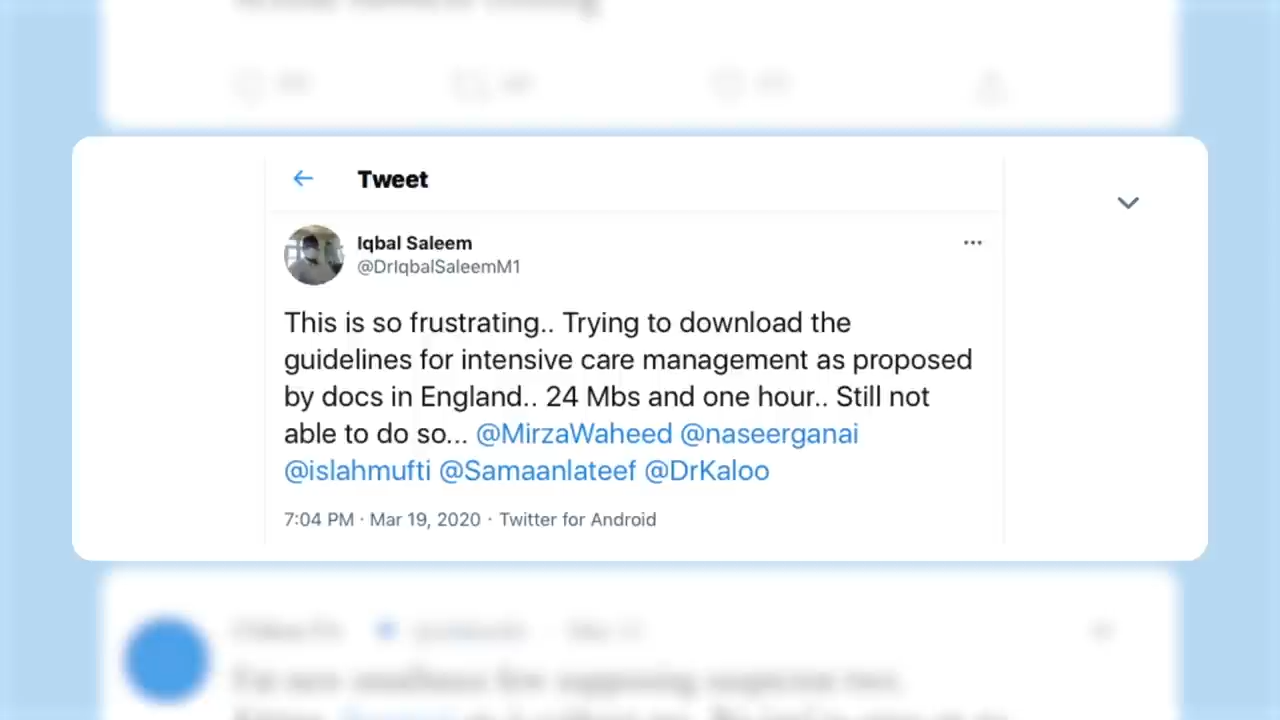 Tweet
Iqbal Saleem
@DrIqbalSaleemM1
This is so frustrating.. Trying to download the
guidelines for intensive care management as proposed
by docs in England.. 24 Mbs and one hour.. Still not
able to do so... @MirzaWaheed @naseerganai
@islahmufti @Samaanlateef @DrKaloo
7:04 PM · Mar 19, 2020 · Twitter for Android